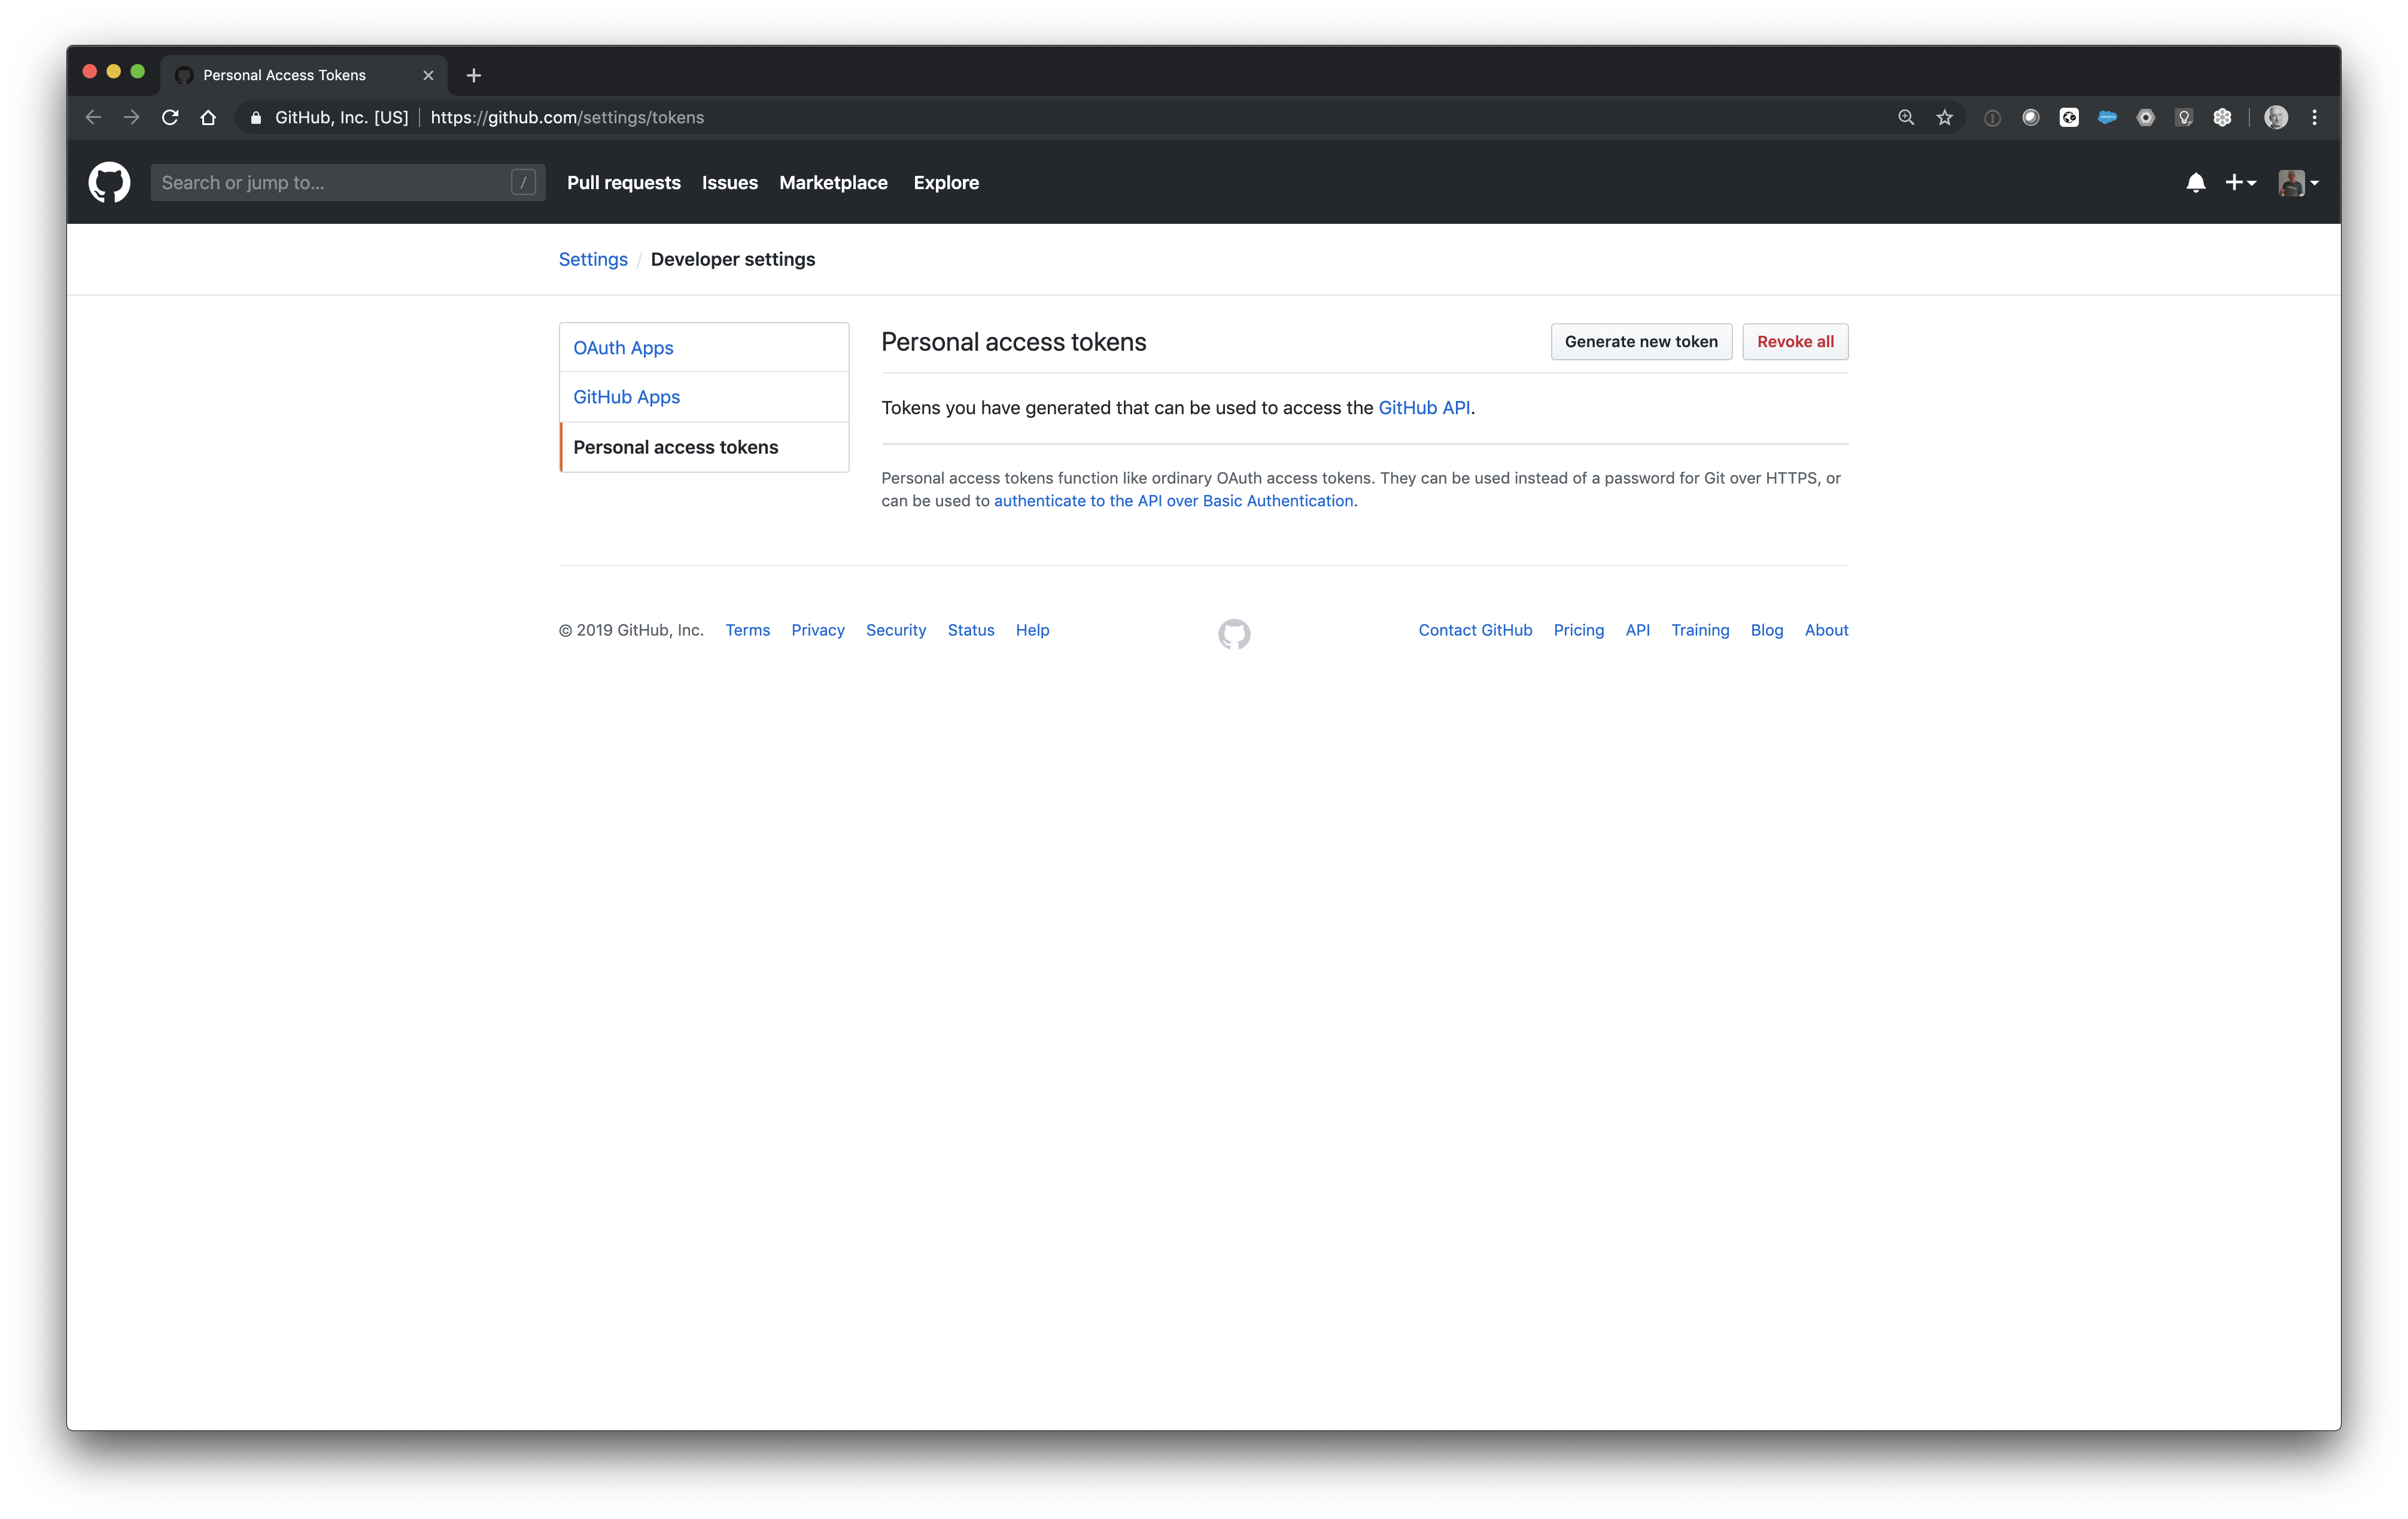 Personal Access Tokens
GitHub, Inc. [US] | https://github.com/settings/tokens
Search or jump to... /
Pull requests Issues Marketplace Explore
Settings / Developer settings
OAuth Apps
GitHub Apps
Personal access tokens
Personal access tokens Generate new token Revoke all
Tokens you have generated that can be used to access the GitHub API.
Personal access tokens function like ordinary OAuth access tokens. They can be used instead of a password for Git over HTTPS, or
can be used to authenticate to the API over Basic Authentication.
© 2019 GitHub, Inc. Terms Privacy Security Status Help Contact GitHub Pricing API Training Blog About